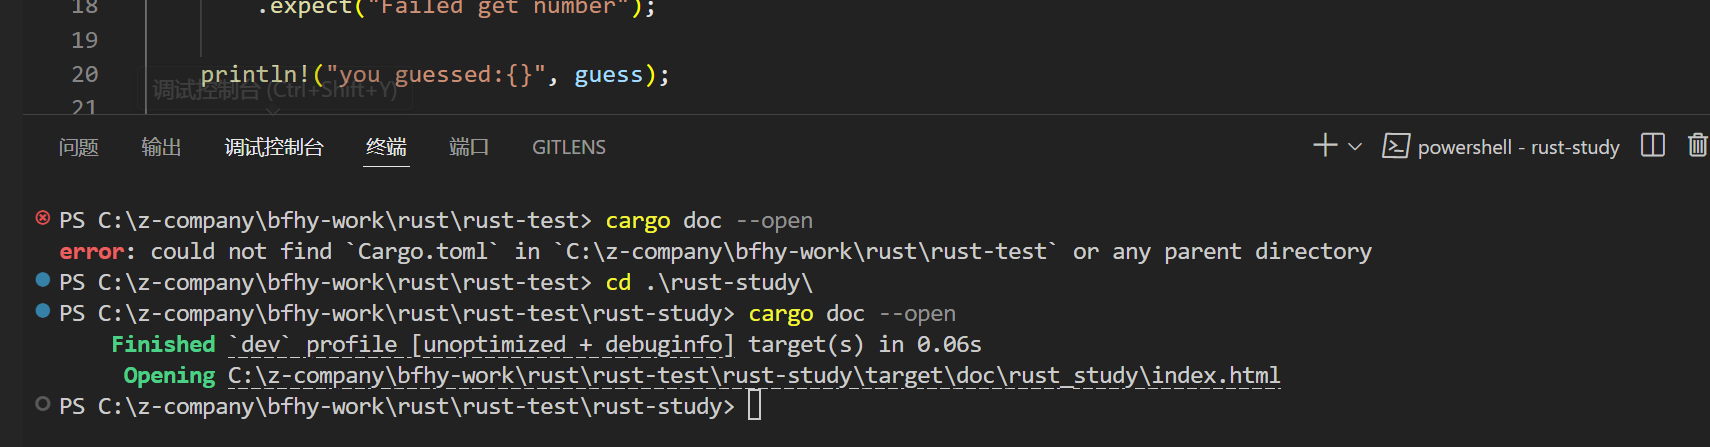 18 .expect("Failed get number");
19
20 println!("you guessed:{}", guess);
调试控制台 (Ctrl+Shift+Y)
21
问题 输出 调试控制台 终端 端口 GITLENS powershell - rust-study
PS C:\z-company\bfhy-work\rust\rust-test> cargo doc --open
error: could not find `Cargo.toml` in `C:\z-company\bfhy-work\rust\rust-test` or any parent directory
PS C:\z-company\bfhy-work\rust\rust-test> cd .\rust-study\
PS C:\z-company\bfhy-work\rust\rust-test\rust-study> cargo doc --open
Finished `dev` profile [unoptimized + debuginfo] target(s) in 0.06s
Opening C:\z-company\bfhy-work\rust\rust-test\rust-study\target\doc\rust_study\index.html
PS C:\z-company\bfhy-work\rust\rust-test\rust-study>